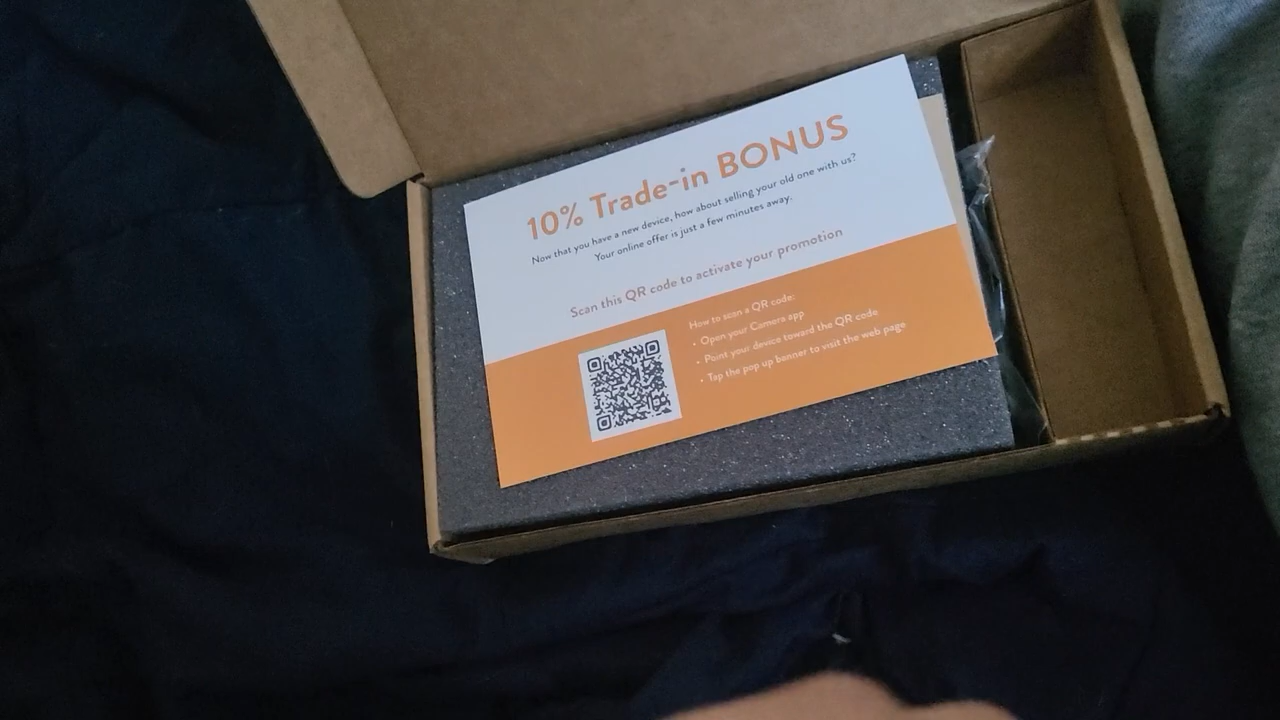 10% Trade-in BONUS
Now that you have a new device, how about selling your old one with us?
Your online offer is just a few minutes away.
Scan this QR code to activate your promotion
How to scan a QR code:
• Open your Camera app
• Point your device toward the QR code
• Tap the pop up banner to visit the web page